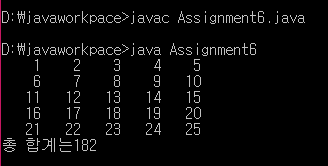 D:₩javaworkpace>javac Assignment6.java
D:₩javaworkpace>java Assignment6
1 2 3 4 5
6 7 8 9 10
11 12 13 14 15
16 17 18 19 20
21 22 23 24 25
총 합계는182